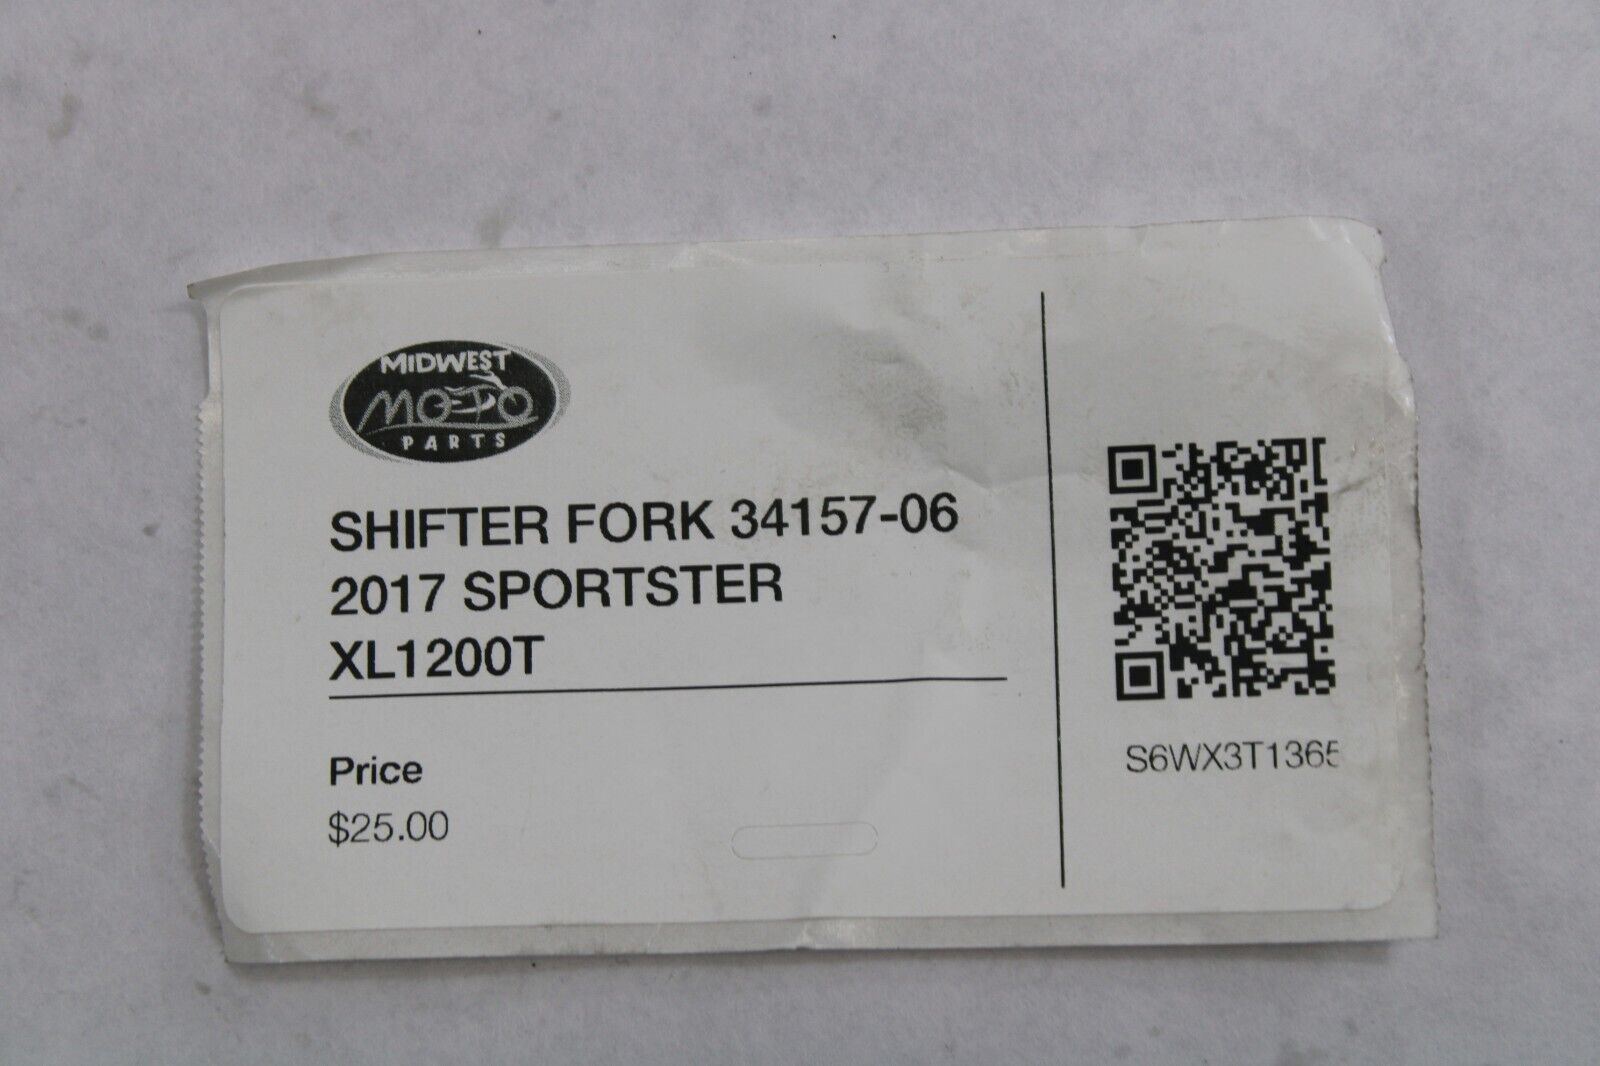 MIDWEST
MOTO
PARTS
SHIFTER FORK 34157-06
2017 SPORTSTER
XL1200T
Price
$25.00
S6WX3T1365